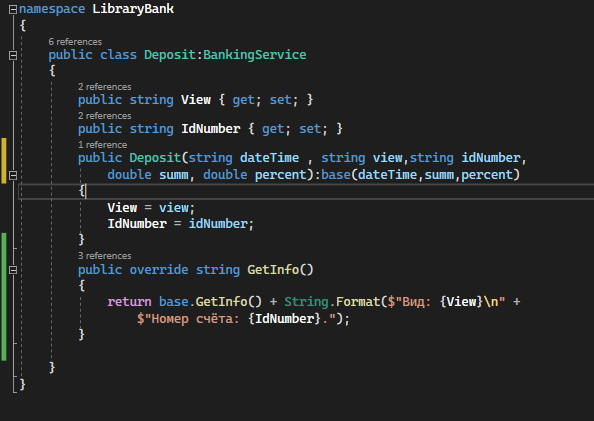 namespace LibraryBank
{
6 references
public class Deposit:BankingService
{
2 references
public string View { get; set; }
2 references
public string IdNumber { get; set; }
1 reference
public Deposit(string dateTime , string view,string idNumber,
double summ, double percent):base(dateTime,summ,percent)
{
View = view;
IdNumber = idNumber;
}
3 references
public override string GetInfo()
{
return base.GetInfo() + String.Format($"Вид: {View}\n" +
$"Номер счёта: {IdNumber}.");
}
}
}